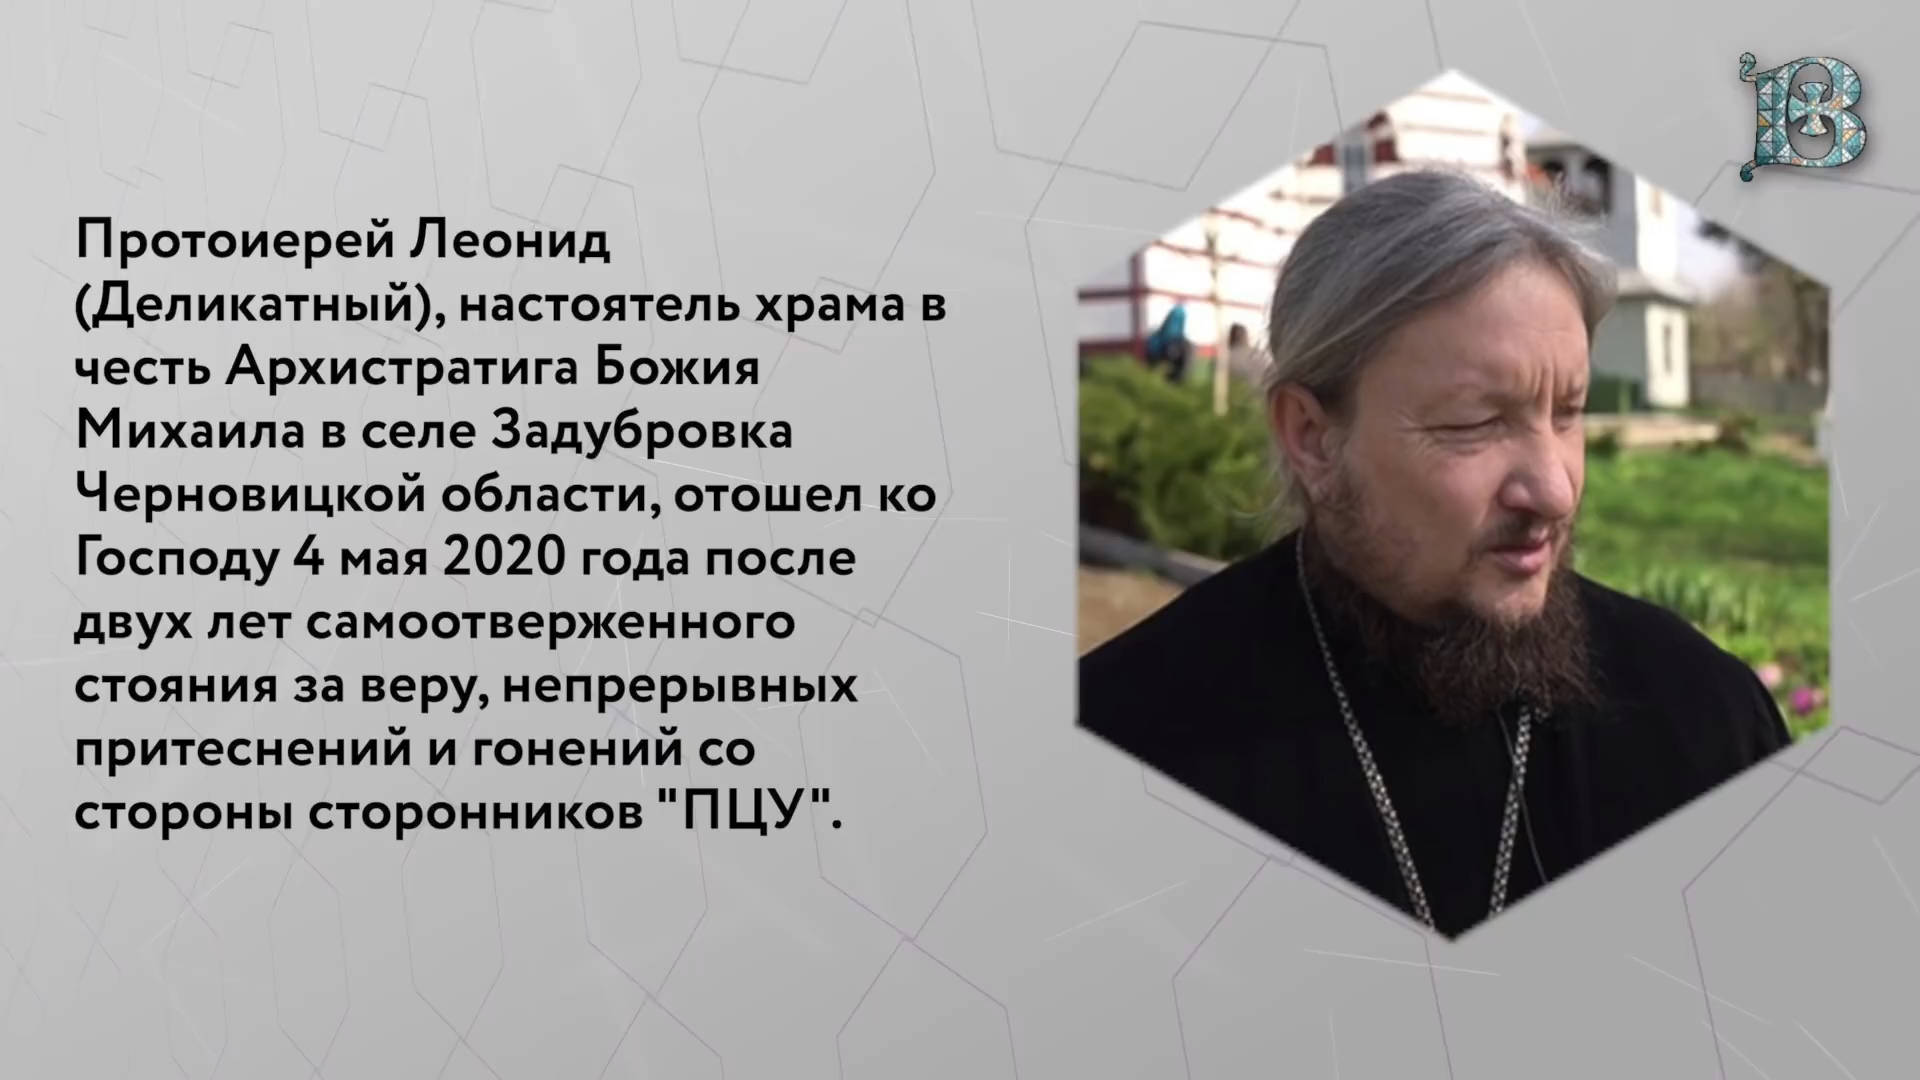 Протоиерей Леонид
(Деликатный), настоятель храма в
честь Архистратига Божия
Михаила в селе Задубровка
Черновицкой области, отошел ко
Господу 4 мая 2020 года после
двух лет самоотверженного
стояния за веру, непрерывных
притеснений и гонений со
стороны сторонников "ПЦУ".